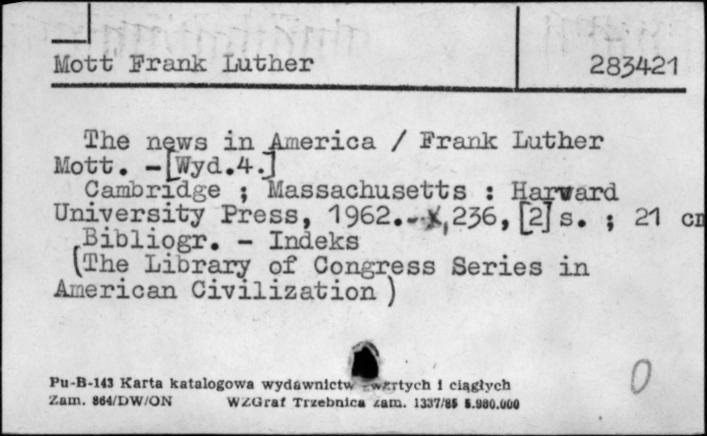 Mott Frank Luther 283421
The news in America / Frank Luther
Mott. - [Wyd.4.]
Cambridge ; Massachusetts : Harvard
University Press, 1962.- X, 236, [2] s. ; 21 cm
Bibliogr. - Indeks
(The Library of Congress Series in
American Civilization)
Pu-B-143 Karta katalogowa wydawnictw zwartych i ciągłych
Zam. 864/DW/ON WZGraf Trzebnica zam. 1337/85 5.980.000
0